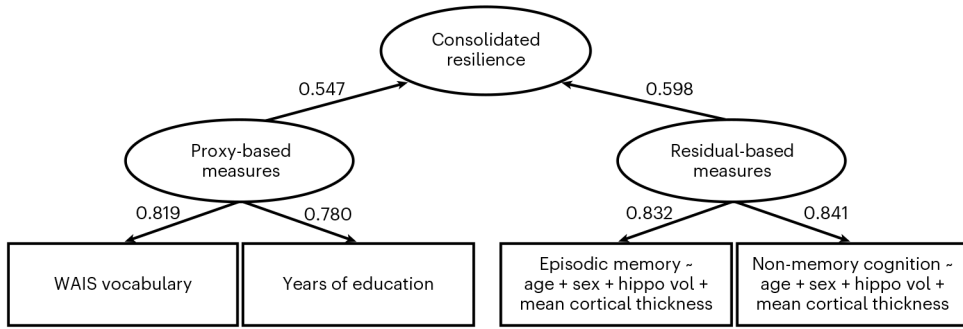 Consolidated
resilience
0.547
0.598
Proxy-based
measures
Residual-based
measures
0.819
0.780
0.832
0.841
WAIS vocabulary
Years of education
Episodic memory ~
age + sex + hippo vol +
mean cortical thickness
Non-memory cognition ~
age + sex + hippo vol +
mean cortical thickness